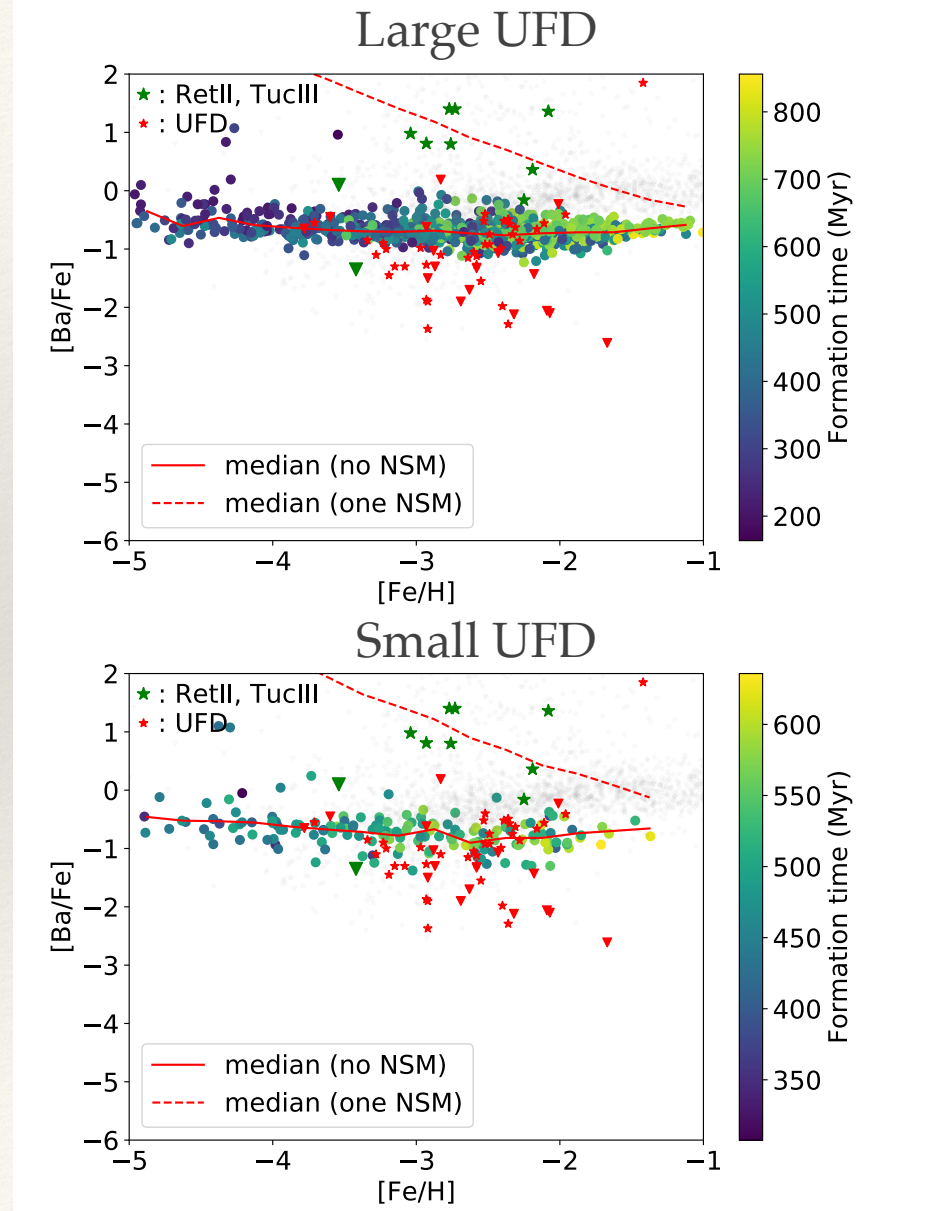 Large UFD
2
1
0
−1
−2
−3
−4
−5
−6
[Ba/Fe]
★ : RetII, TucIII
★ : UFD
median (no NSM)
median (one NSM)
−5 −4 −3 −2 −1
[Fe/H]
800
700
600
500
400
300
200
Formation time (Myr)
Small UFD
2
1
0
−1
−2
−3
−4
−5
−6
[Ba/Fe]
★ : RetII, TucIII
★ : UFD
median (no NSM)
median (one NSM)
−5 −4 −3 −2 −1
[Fe/H]
600
550
500
450
400
350
Formation time (Myr)